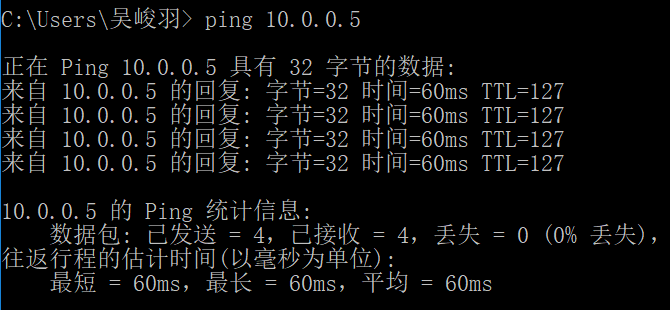 C:\Users\吴峻羽> ping 10.0.0.5
正在 Ping 10.0.0.5 具有 32 字节的数据:
来自 10.0.0.5 的回复: 字节=32 时间=60ms TTL=127
来自 10.0.0.5 的回复: 字节=32 时间=60ms TTL=127
来自 10.0.0.5 的回复: 字节=32 时间=60ms TTL=127
来自 10.0.0.5 的回复: 字节=32 时间=60ms TTL=127
10.0.0.5 的 Ping 统计信息:
数据包: 已发送 = 4，已接收 = 4，丢失 = 0 (0% 丢失)，
往返行程的估计时间(以毫秒为单位):
最短 = 60ms，最长 = 60ms，平均 = 60ms